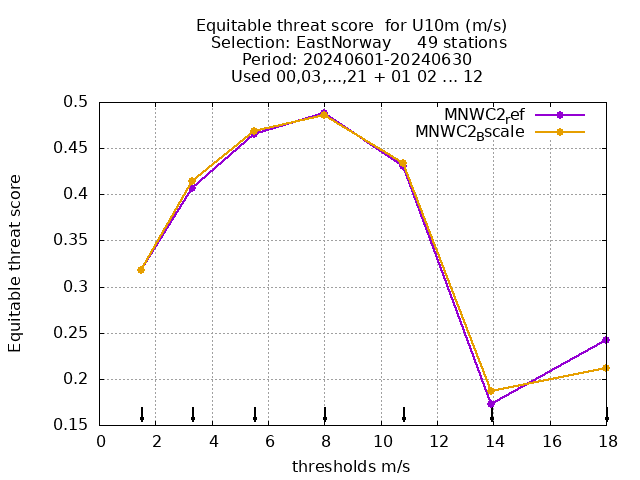 Equitable threat score  for U10m (m/s)
Selection: EastNorway     49 stations
Period: 20240601-20240630
Used 00,03,...,21 + 01 02 ... 12
MNWC2ref
MNWC2Bscale
0.5
0.45
0.4
0.35
0.3
0.25
0.2
0.15
Equitable threat score
0 2 4 6 8 10 12 14 16 18
thresholds m/s